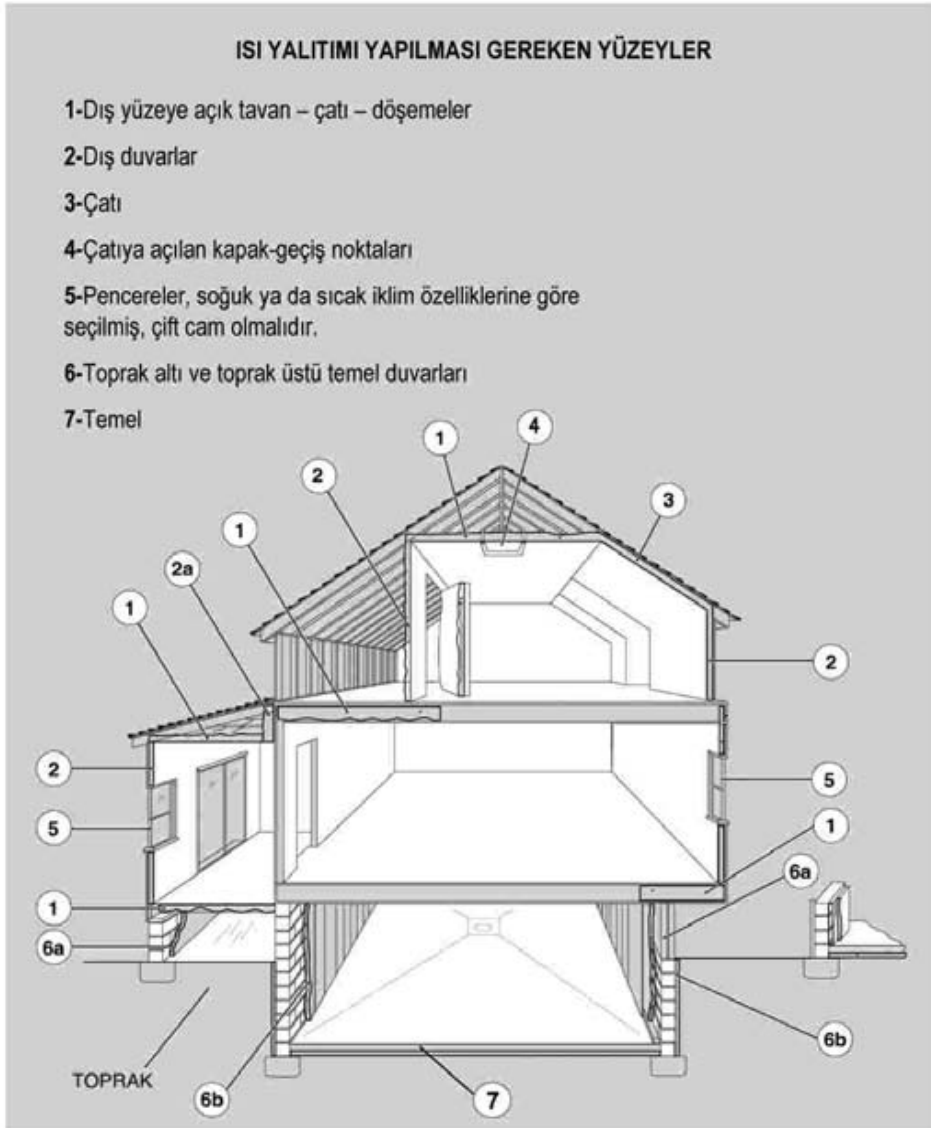 ISI YALITIMI YAPILMASI GEREKEN YÜZEYLER
1-Dış yüzeye açık tavan – çatı – döşemeler
2-Dış duvarlar
3-Çatı
4-Çatıya açılan kapak-geçiş noktaları
5-Pencereler, soğuk ya da sıcak iklim özelliklerine göre
seçilmiş, çift cam olmalıdır.
6-Toprak altı ve toprak üstü temel duvarları
7-Temel
1
4
2
3
1
2a
1
2
2
5
5
1
6a
1
6a
6b
TOPRAK
6b
7